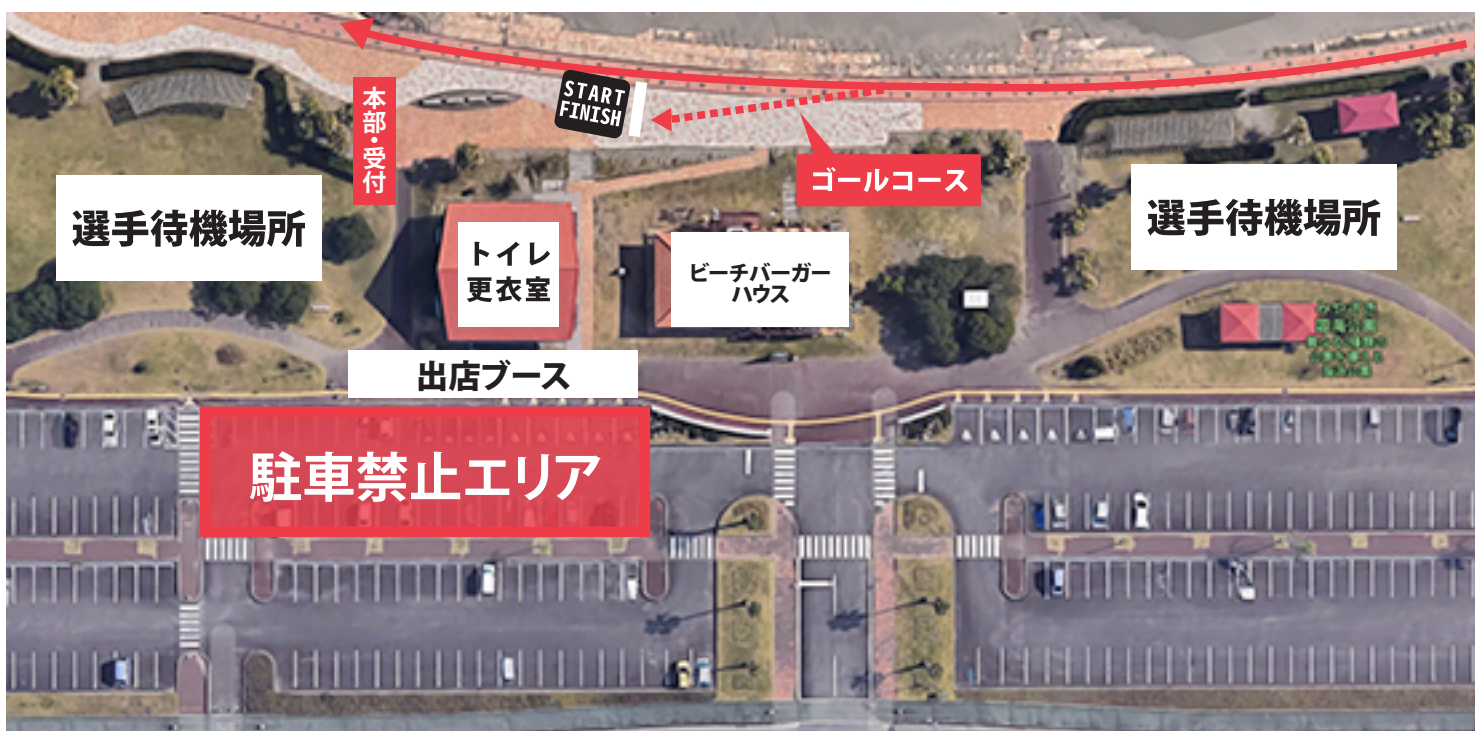 START
FINISH
本部・受付
ゴールコース
選手待機場所
選手待機場所
トイレ
更衣室
ビーチバーガー
ハウス
出店ブース
駐車禁止エリア